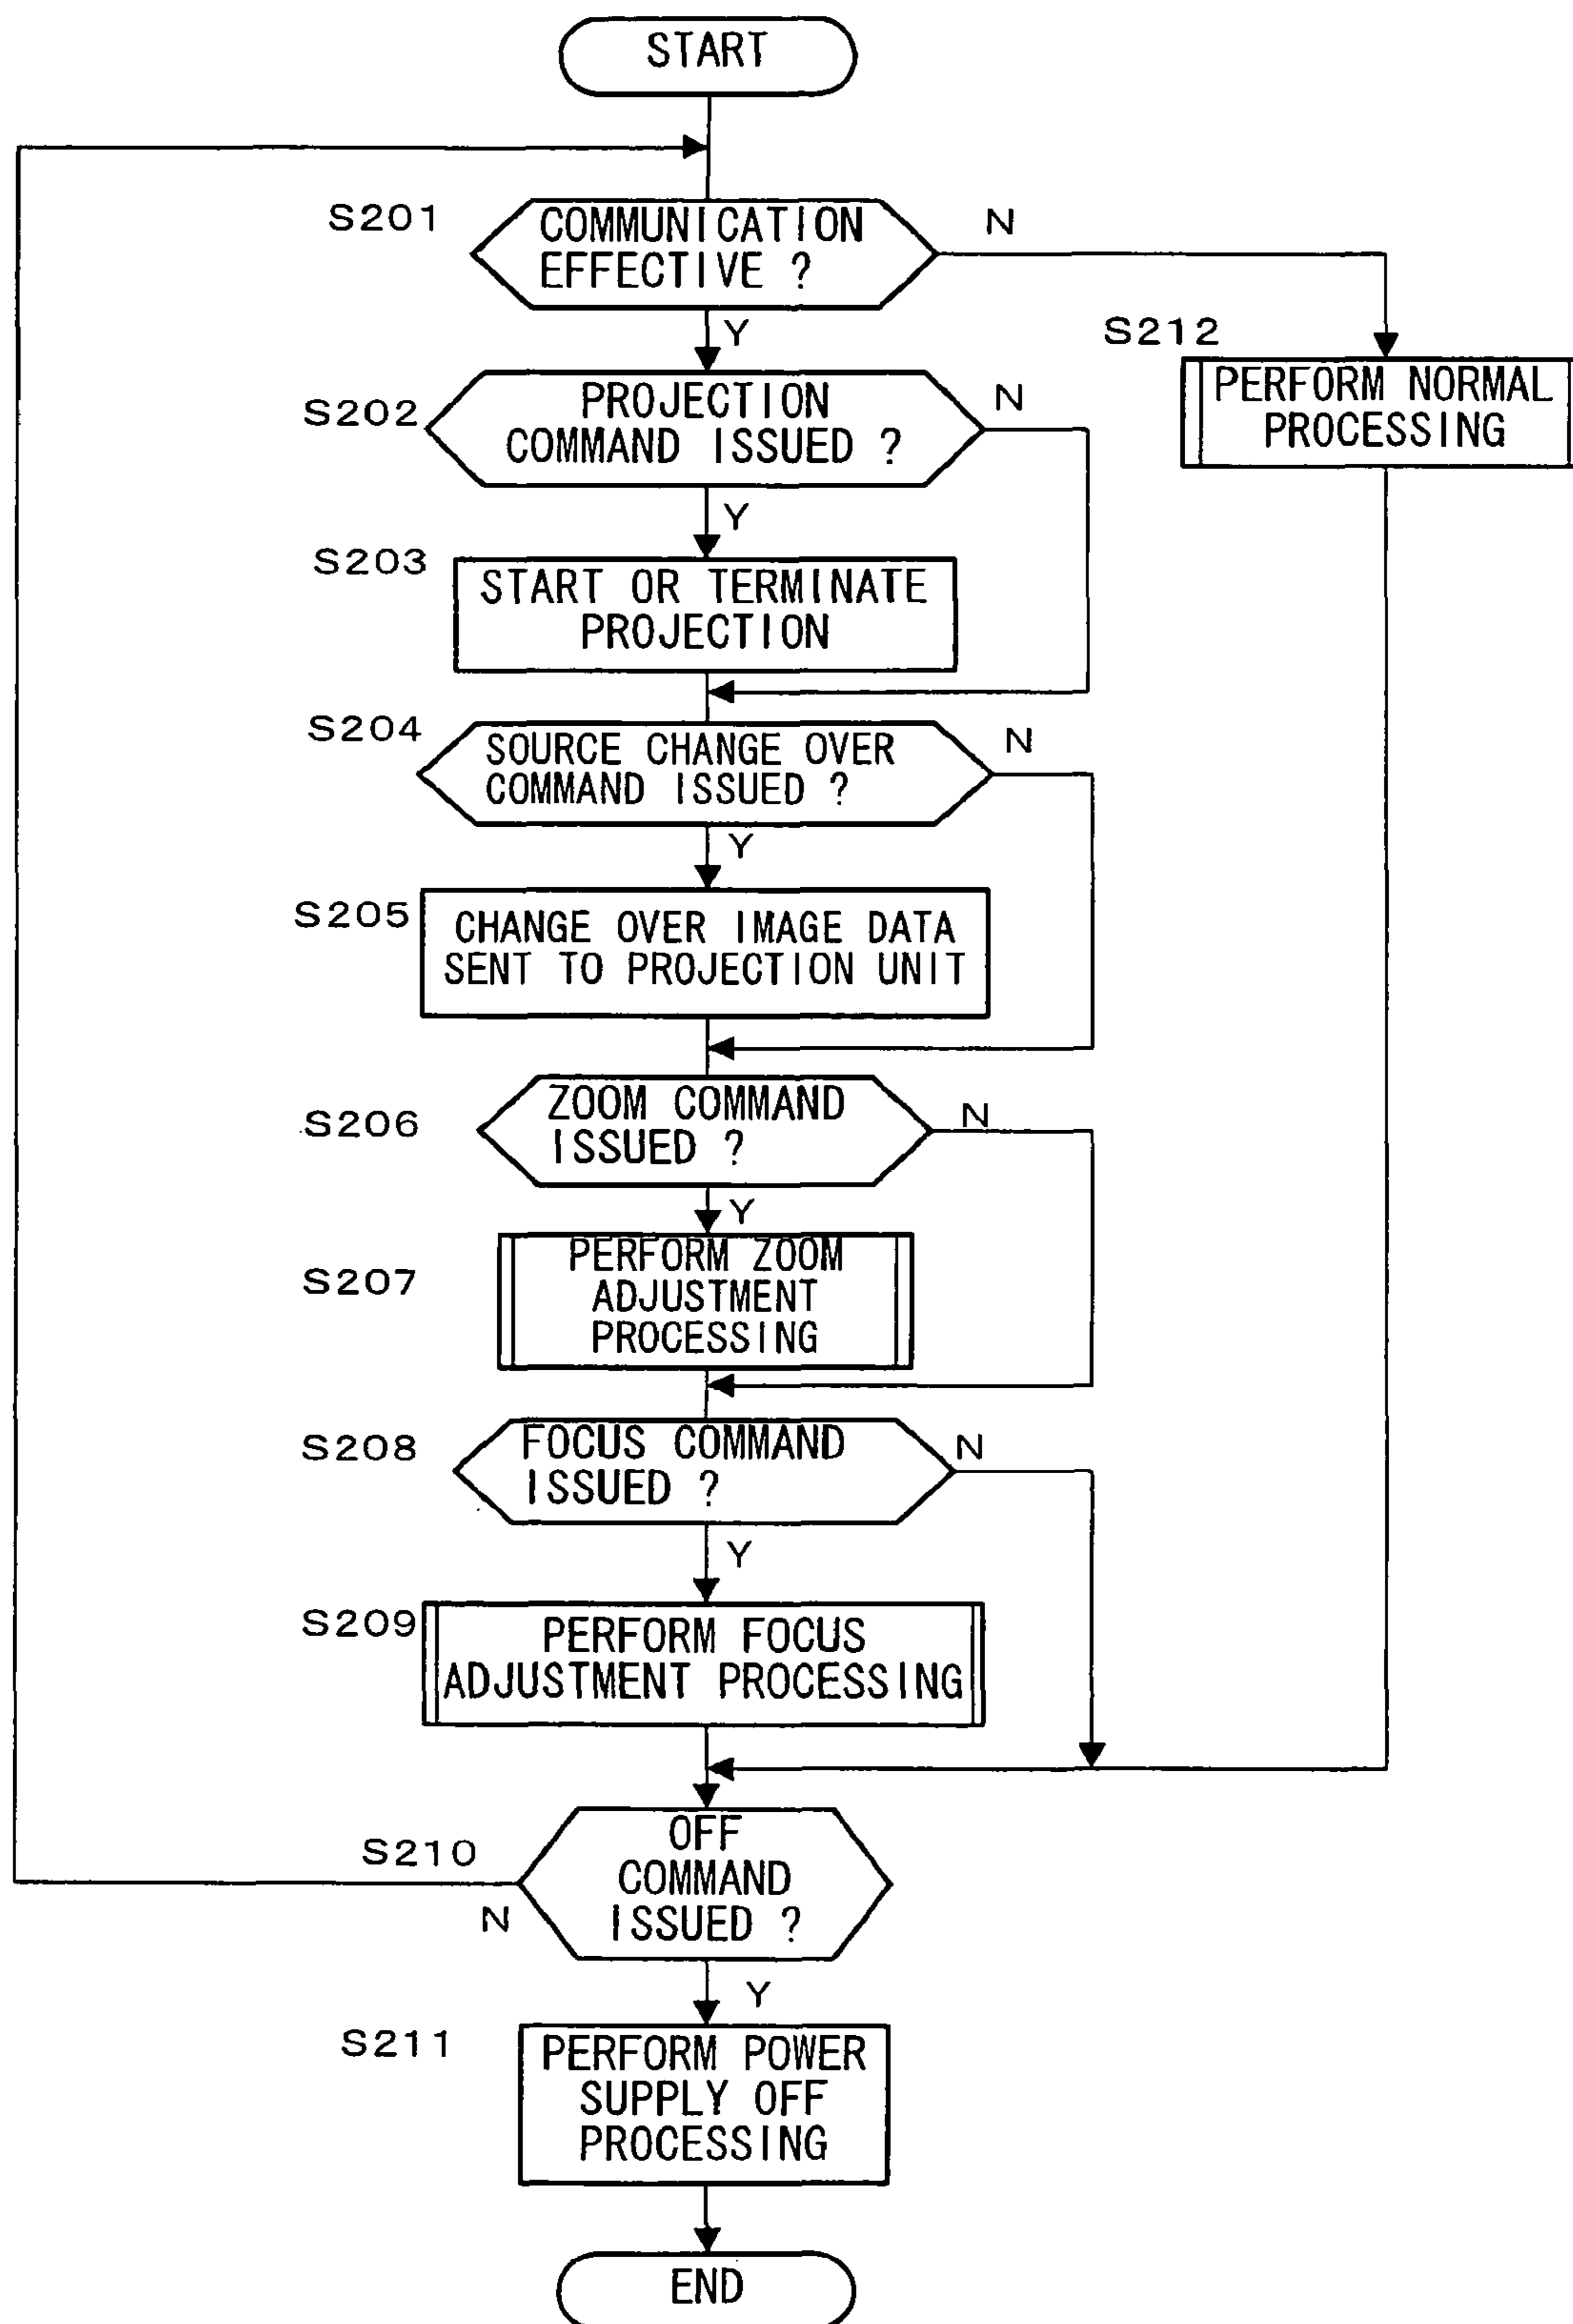 START
S201
COMMUNICATION
EFFECTIVE ?
N
Y
S212
PERFORM NORMAL
PROCESSING
S202
PROJECTION
COMMAND ISSUED ?
N
Y
S203
START OR TERMINATE
PROJECTION
S204
SOURCE CHANGE OVER
COMMAND ISSUED ?
N
Y
S205
CHANGE OVER IMAGE DATA
SENT TO PROJECTION UNIT
S206
ZOOM COMMAND
ISSUED ?
N
Y
S207
PERFORM ZOOM
ADJUSTMENT
PROCESSING
S208
FOCUS COMMAND
ISSUED ?
N
Y
S209
PERFORM FOCUS
ADJUSTMENT PROCESSING
S210
OFF
COMMAND
ISSUED ?
N
Y
S211
PERFORM POWER
SUPPLY OFF
PROCESSING
END